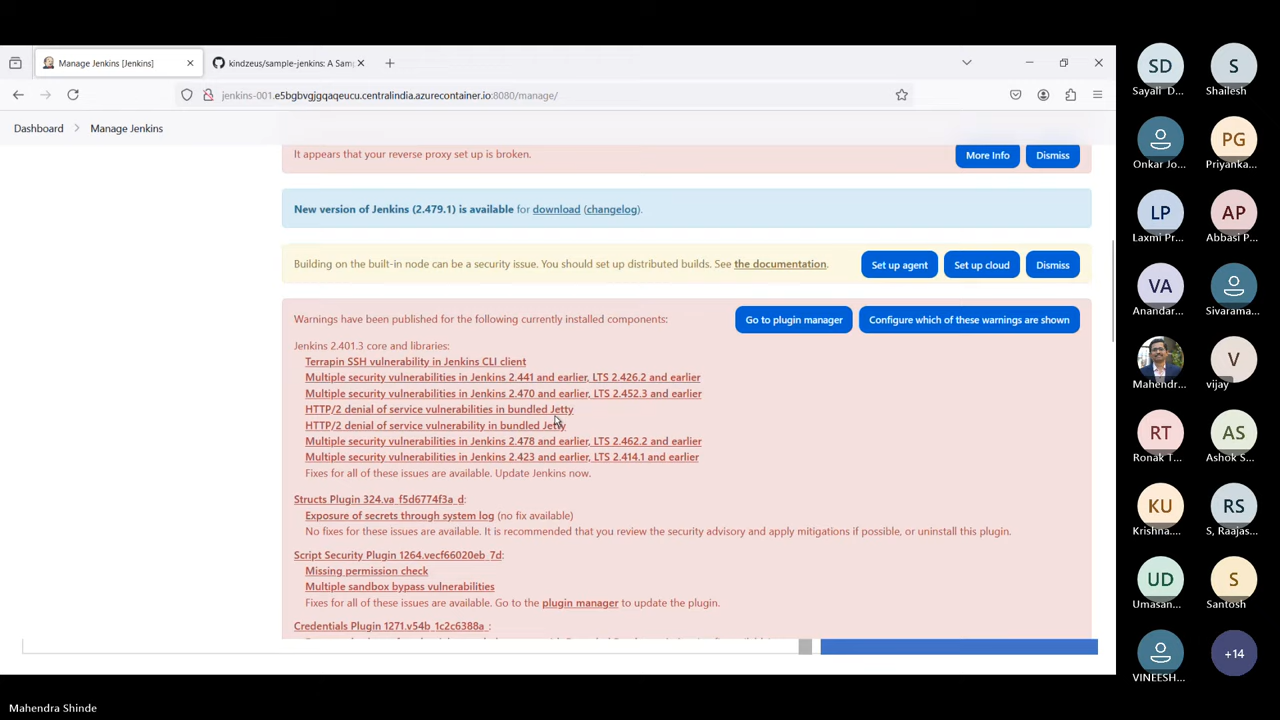 Manage Jenkins [Jenkins]
kindzeus/sample-jenkins: A Sam
jenkins-001.e5bgbvgjgqaqeucu.centralindia.azurecontainer.io:8080/manage/
Dashboard
Manage Jenkins
It appears that your reverse proxy set up is broken.
More Info
Dismiss
New version of Jenkins (2.479.1) is available for download (changelog).
Building on the built-in node can be a security issue. You should set up distributed builds. See the documentation.
Set up agent
Set up cloud
Dismiss
Warnings have been published for the following currently installed components:
Go to plugin manager
Configure which of these warnings are shown
Jenkins 2.401.3 core and libraries:
Terrapin SSH vulnerability in Jenkins CLI client
Multiple security vulnerabilities in Jenkins 2.441 and earlier, LTS 2.426.2 and earlier
Multiple security vulnerabilities in Jenkins 2.470 and earlier, LTS 2.452.3 and earlier
HTTP/2 denial of service vulnerabilities in bundled Jetty
HTTP/2 denial of service vulnerability in bundled Jetty
Multiple security vulnerabilities in Jenkins 2.478 and earlier, LTS 2.462.2 and earlier
Multiple security vulnerabilities in Jenkins 2.423 and earlier, LTS 2.414.1 and earlier
Fixes for all of these issues are available. Update Jenkins now.
Structs Plugin 324.va_f5d6774f3a_d:
Exposure of secrets through system log (no fix available)
No fixes for these issues are available. It is recommended that you review the security advisory and apply mitigations if possible, or uninstall this plugin.
Script Security Plugin 1264.vecf66020eb_7d:
Missing permission check
Multiple sandbox bypass vulnerabilities
Fixes for all of these issues are available. Go to the plugin manager to update the plugin.
Credentials Plugin 1271.v54b_1c2c6388a_:
SD
Sayali D...
S
Shailesh
Onkar Jo...
PG
Priyanka...
LP
Laxmi Pr...
AP
Abbasi P...
VA
Anandra...
Sivarama...
Mahendr...
V
vijay
RT
Ronak T...
AS
Ashok S...
KU
Krishna...
RS
S, Raajas...
UD
Umasan...
S
Santosh
VINEESH...
+14
Mahendra Shinde